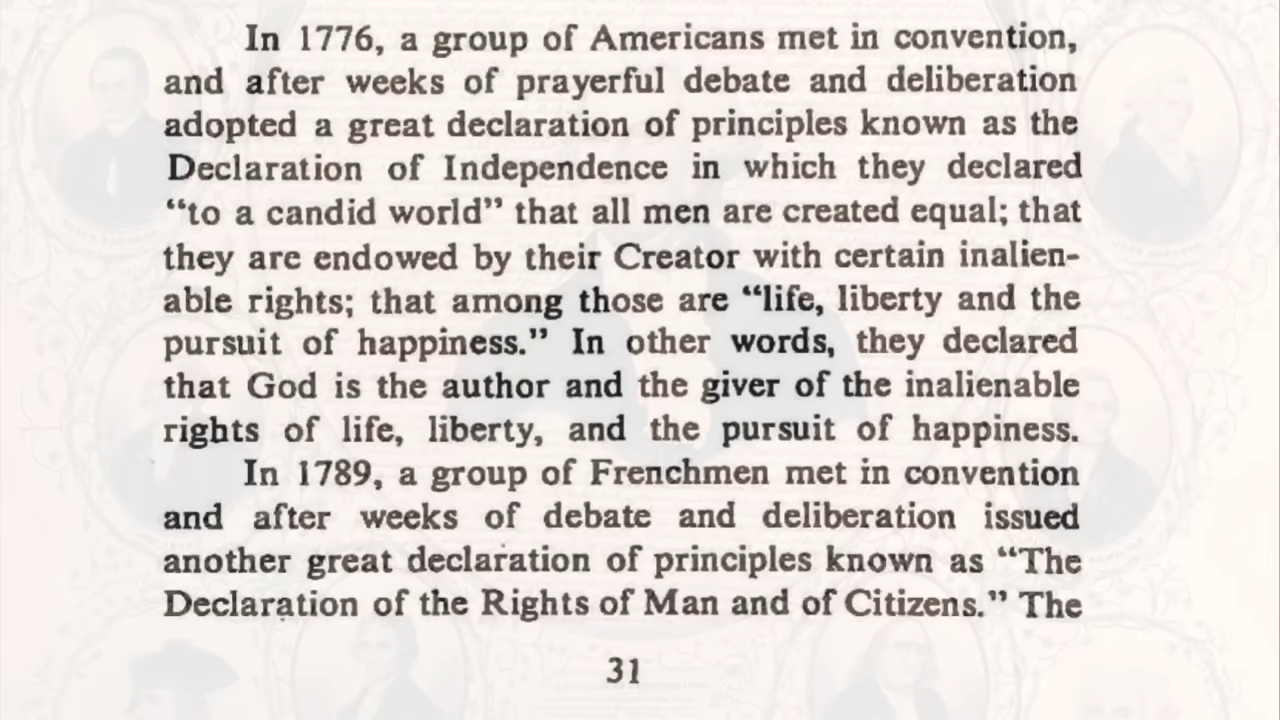 In 1776, a group of Americans met in convention,
and after weeks of prayerful debate and deliberation
adopted a great declaration of principles known as the
Declaration of Independence in which they declared
“to a candid world” that all men are created equal; that
they are endowed by their Creator with certain inalien-
able rights; that among those are “life, liberty and the
pursuit of happiness.” In other words, they declared
that God is the author and the giver of the inalienable
rights of life, liberty, and the pursuit of happiness.
In 1789, a group of Frenchmen met in convention
and after weeks of debate and deliberation issued
another great declaration of principles known as “The
Declaration of the Rights of Man and of Citizens.” The
31